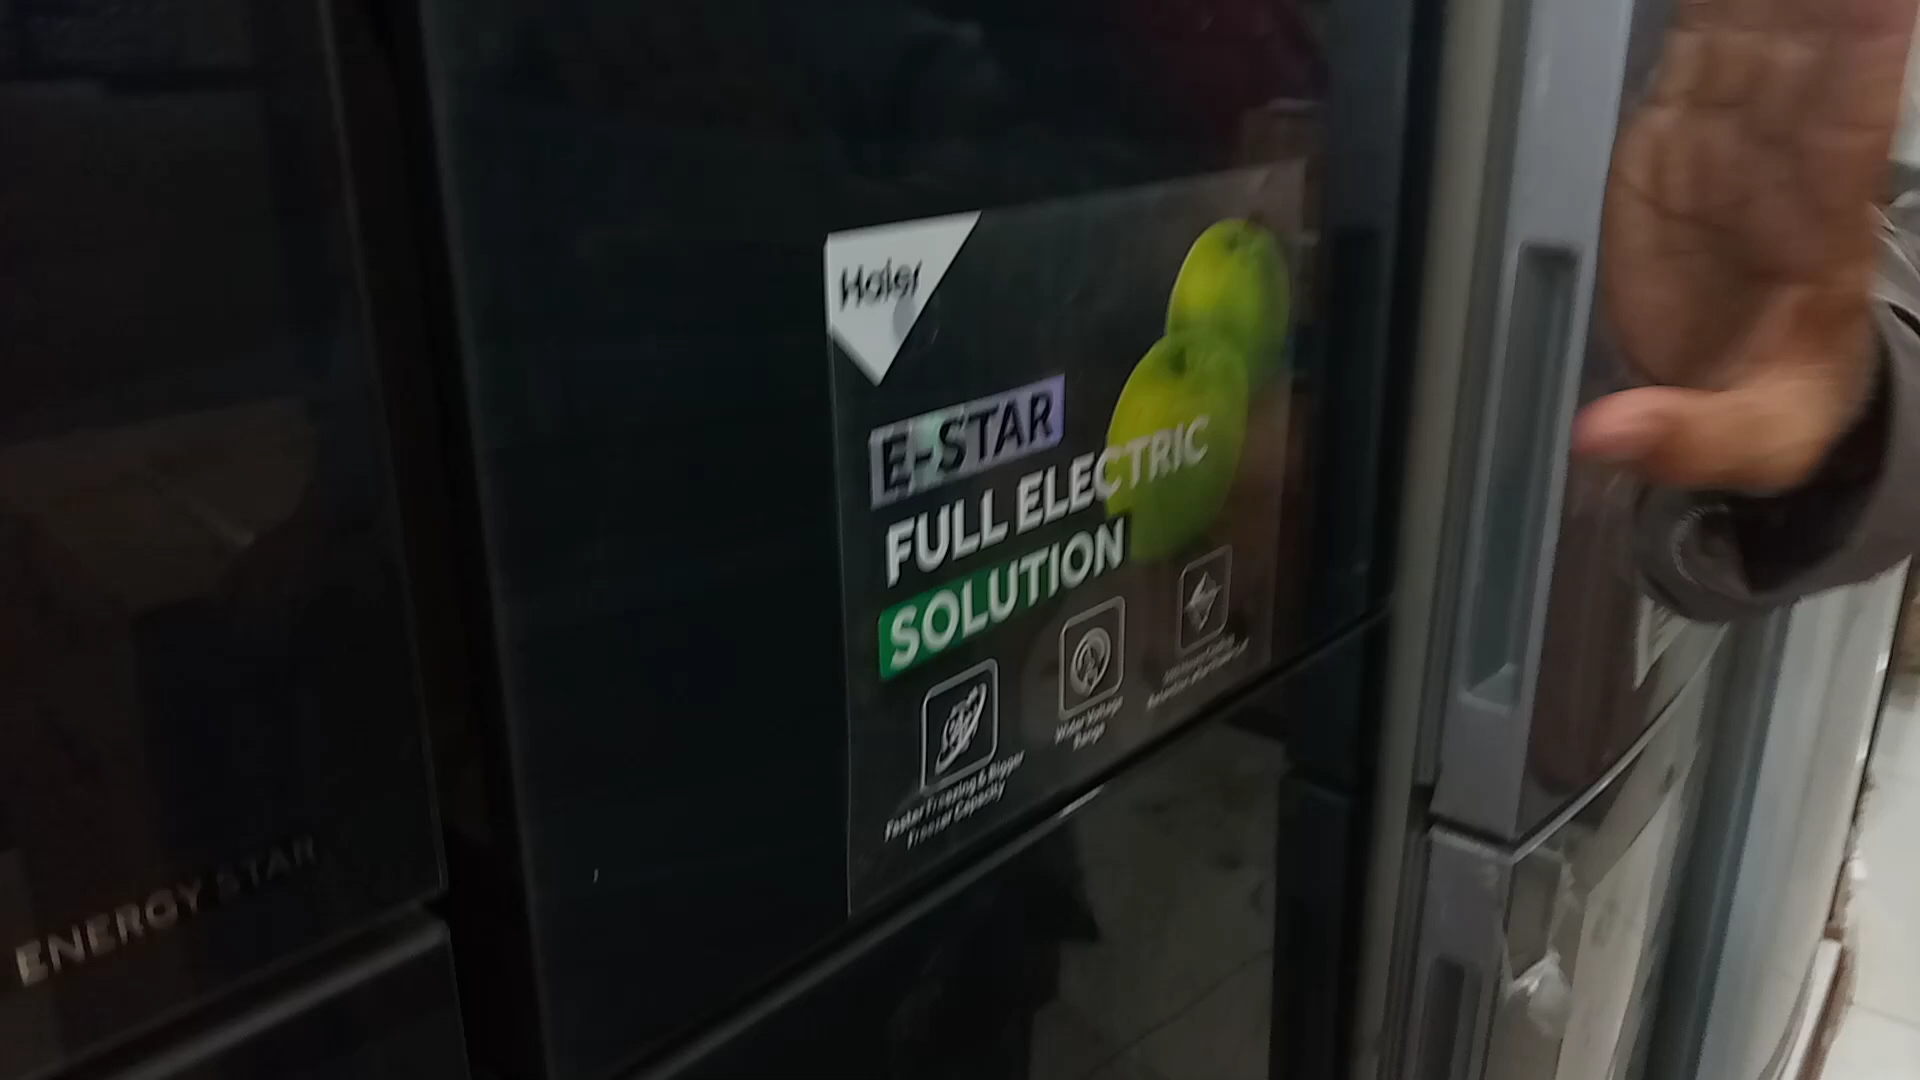 Haier
E-STAR
FULL ELECTRIC
SOLUTION
Faster Freezing & Bigger
Freezer Capacity
Wider Voltage
Range
ENERGY STAR